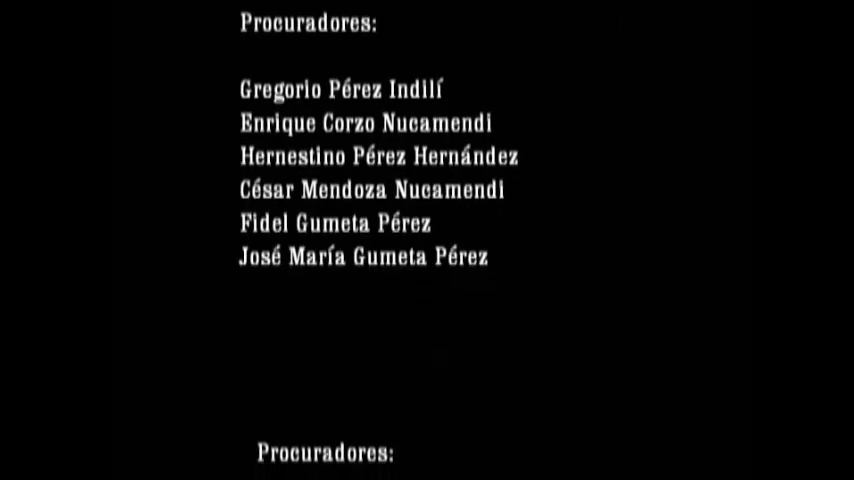 Procuradores:
Gregorio Pérez Indilí
Enrique Corzo Nucamendi
Hernestino Pérez Hernández
César Mendoza Nucamendi
Fidel Gumeta Pérez
José María Gumeta Pérez
Procuradores: